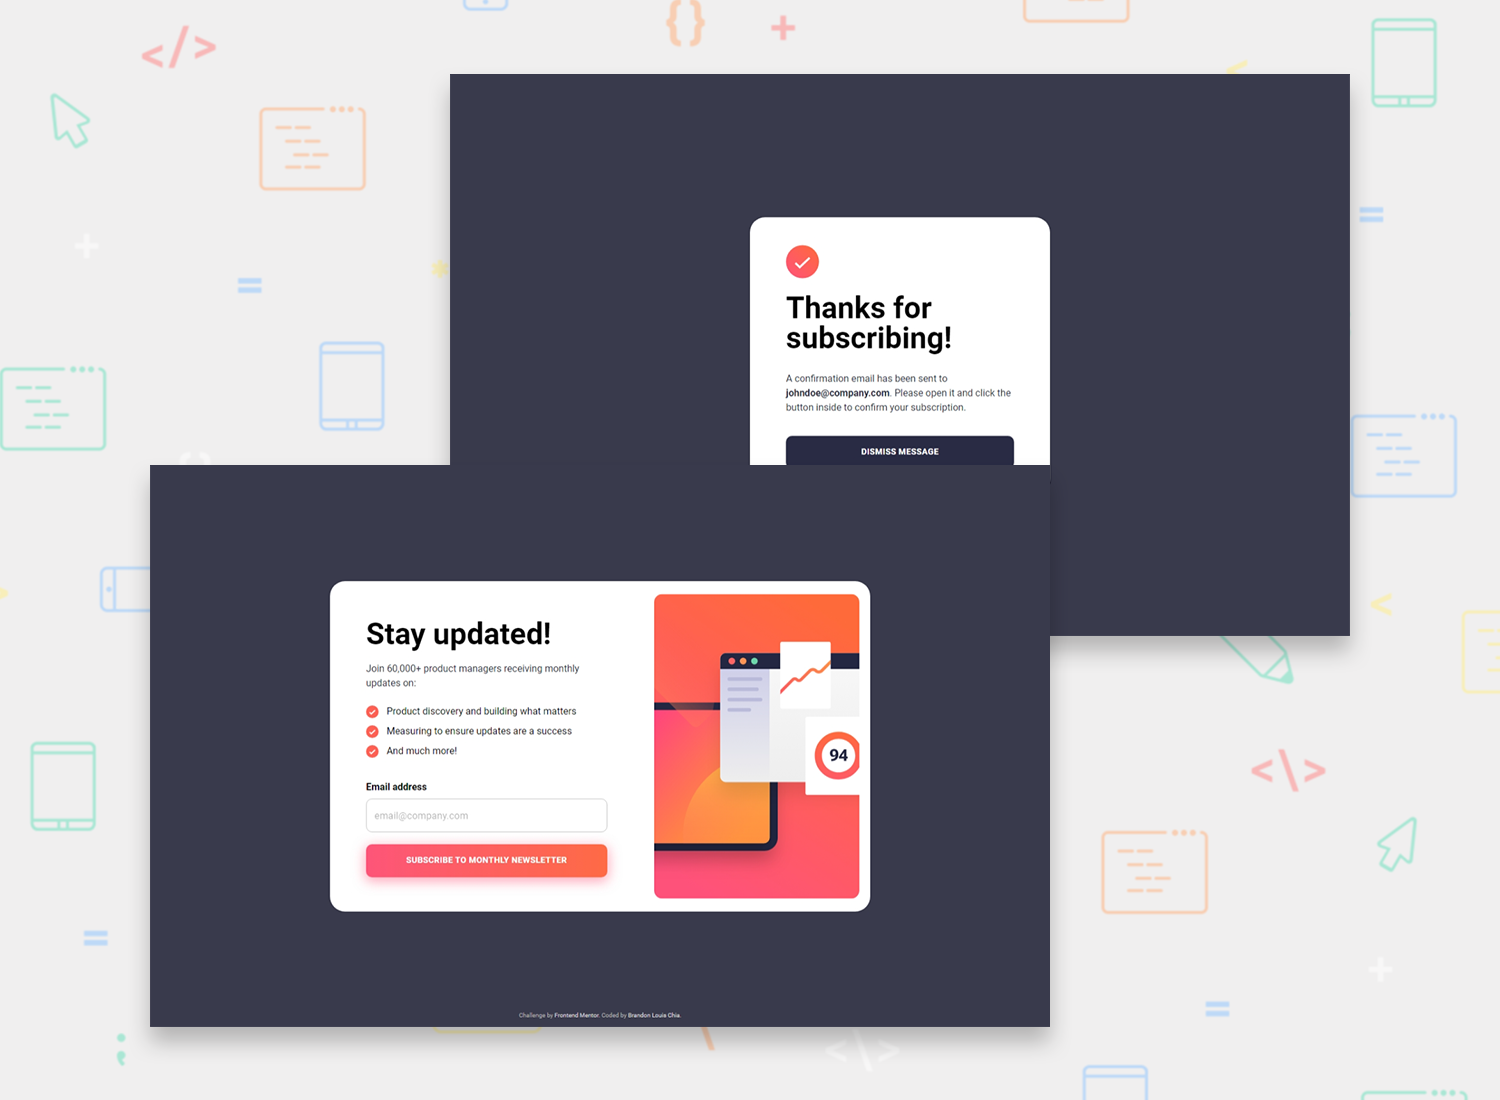 Thanks for
subscribing!
A confirmation email has been sent to
johndoe@company.com. Please open it and click the
button inside to confirm your subscription.
DISMISS MESSAGE
Stay updated!
Join 60,000+ product managers receiving monthly
updates on:
Product discovery and building what matters
Measuring to ensure updates are a success
And much more!
Email address
email@company.com
SUBSCRIBE TO MONTHLY NEWSLETTER
94
Challenge by Frontend Mentor. Coded by Brandon Louis Chia.